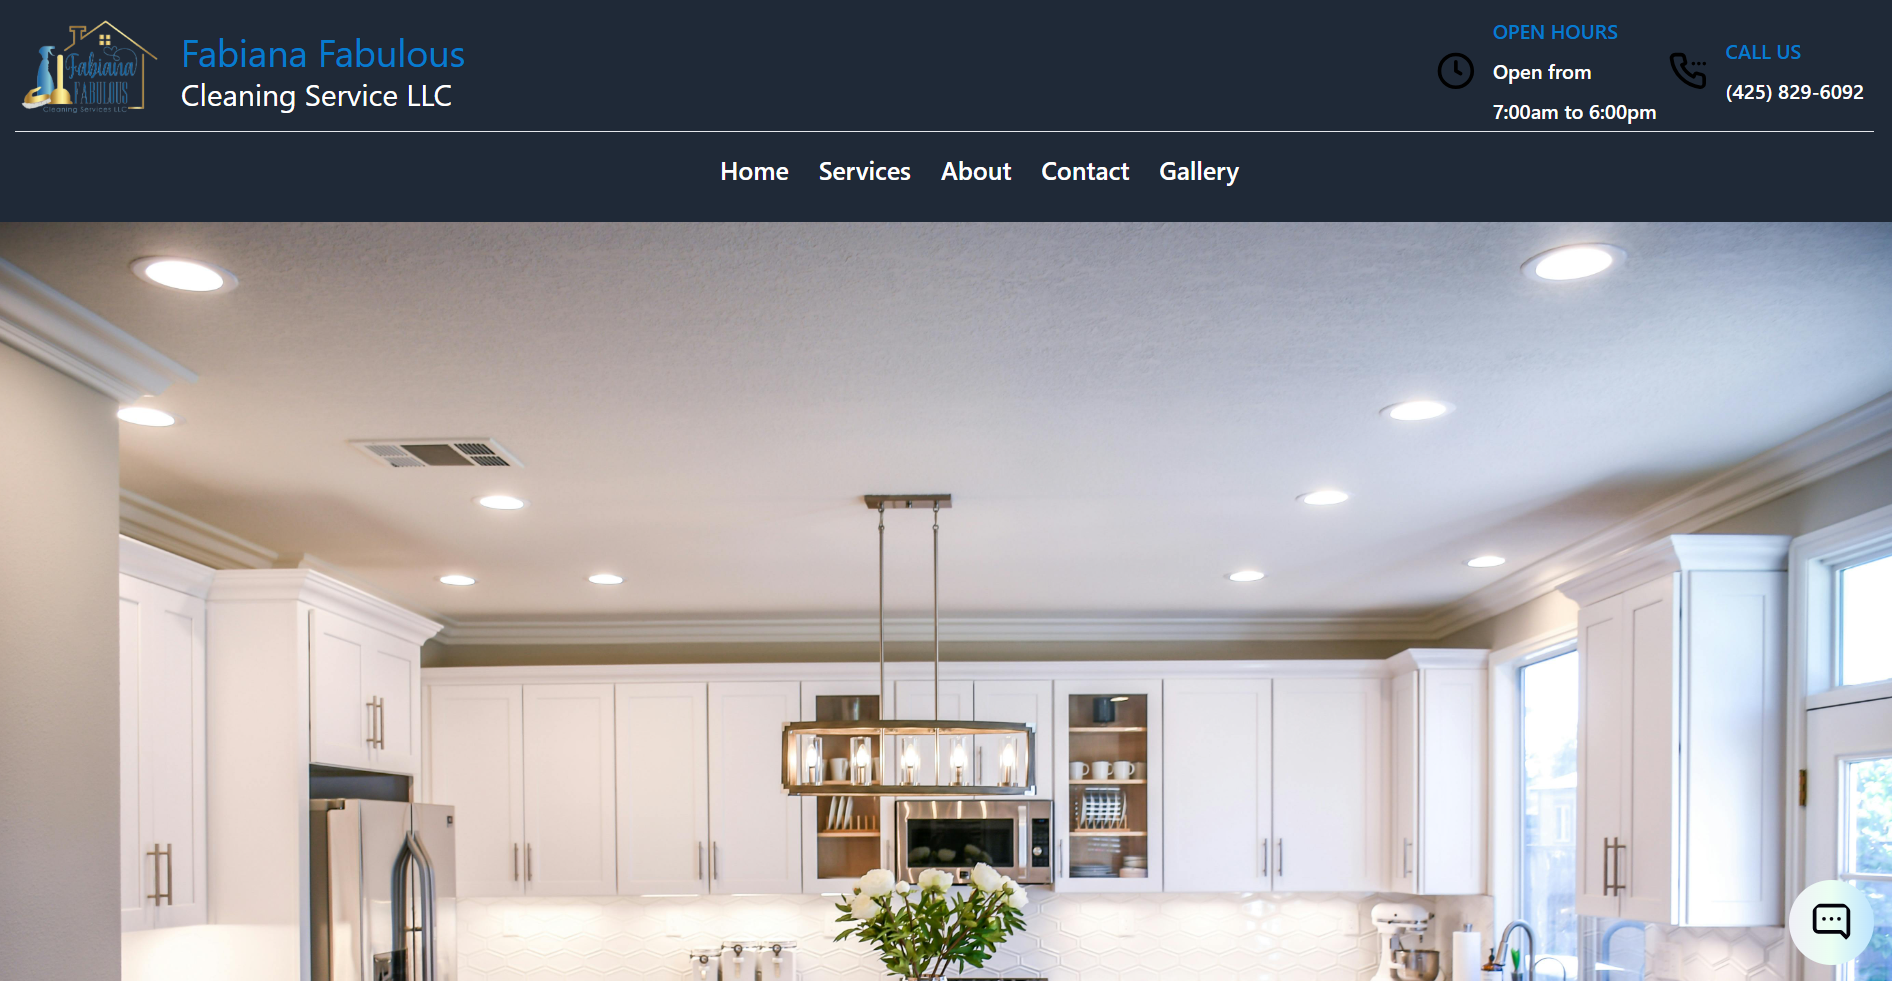 Fabiana
FABULOUS
Cleaning Services LLC
Fabiana Fabulous
Cleaning Service LLC
OPEN HOURS
Open from
7:00am to 6:00pm
CALL US
(425) 829-6092
Home Services About Contact Gallery